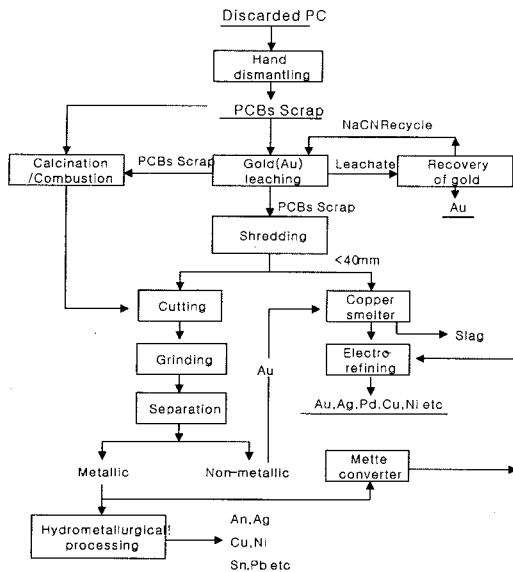 Discarded PC
Hand
dismantling
PCBs Scrap
NaCNRecycle
Calcination
/Combustion
PCBs Scrap
Gold(Au)
leaching
Leachate
Recovery
of gold
Au
PCBs Scrap
Shredding
<40mm
Cutting
Copper
smelter
Slag
Grinding
Au
Electro-
refining
Separation
Au,Ag.Pd.Cu,Ni etc
Metallic
Non-metallic
Mette
converter
Hydrometallurgical
processing
An,Ag
Cu,Ni
Sn,Pb etc